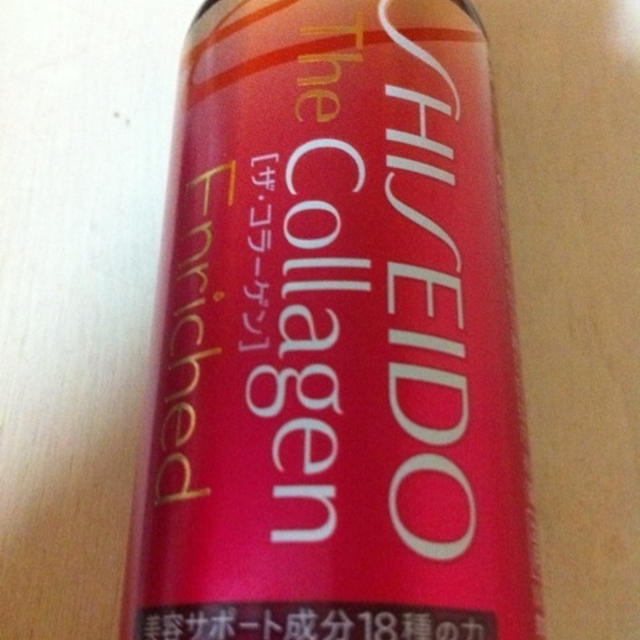 SHISEIDO
The Collagen
[ザ・コラーゲン]
Enriched
美容サポート成分18種の力